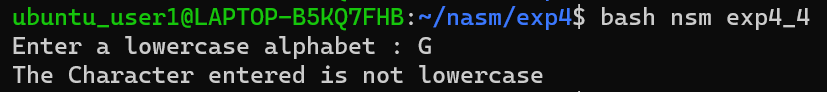 ubuntu_user1@LAPTOP-B5KQ7FHB:~/nasm/exp4$ bash nsm exp4_4
Enter a lowercase alphabet : G
The Character entered is not lowercase